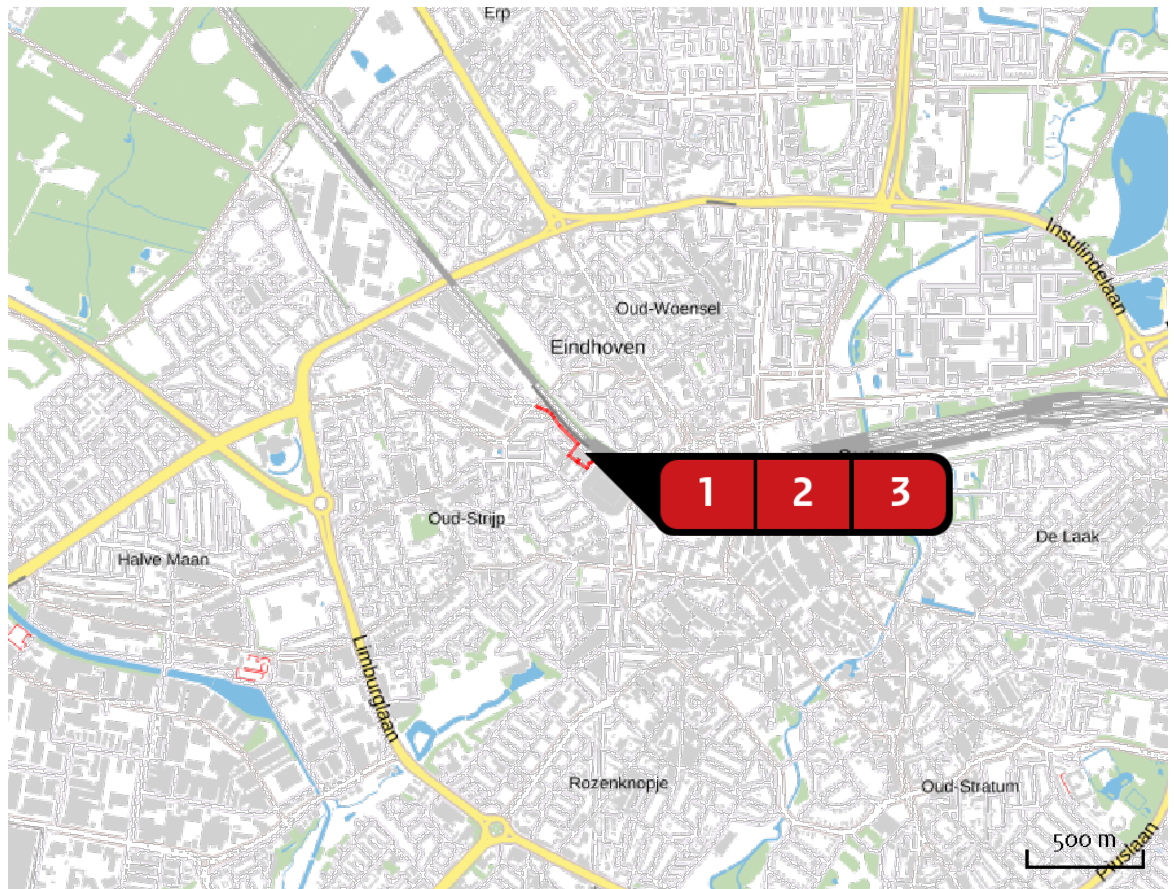 Erp
Insulindelaan
Oud-Woensel
Eindhoven
1 2 3
Oud-Strijp
De Laak
Halve Maan
Limburglaan
Rozenknopje
Oud-Stratum
500 m
Piuslaan